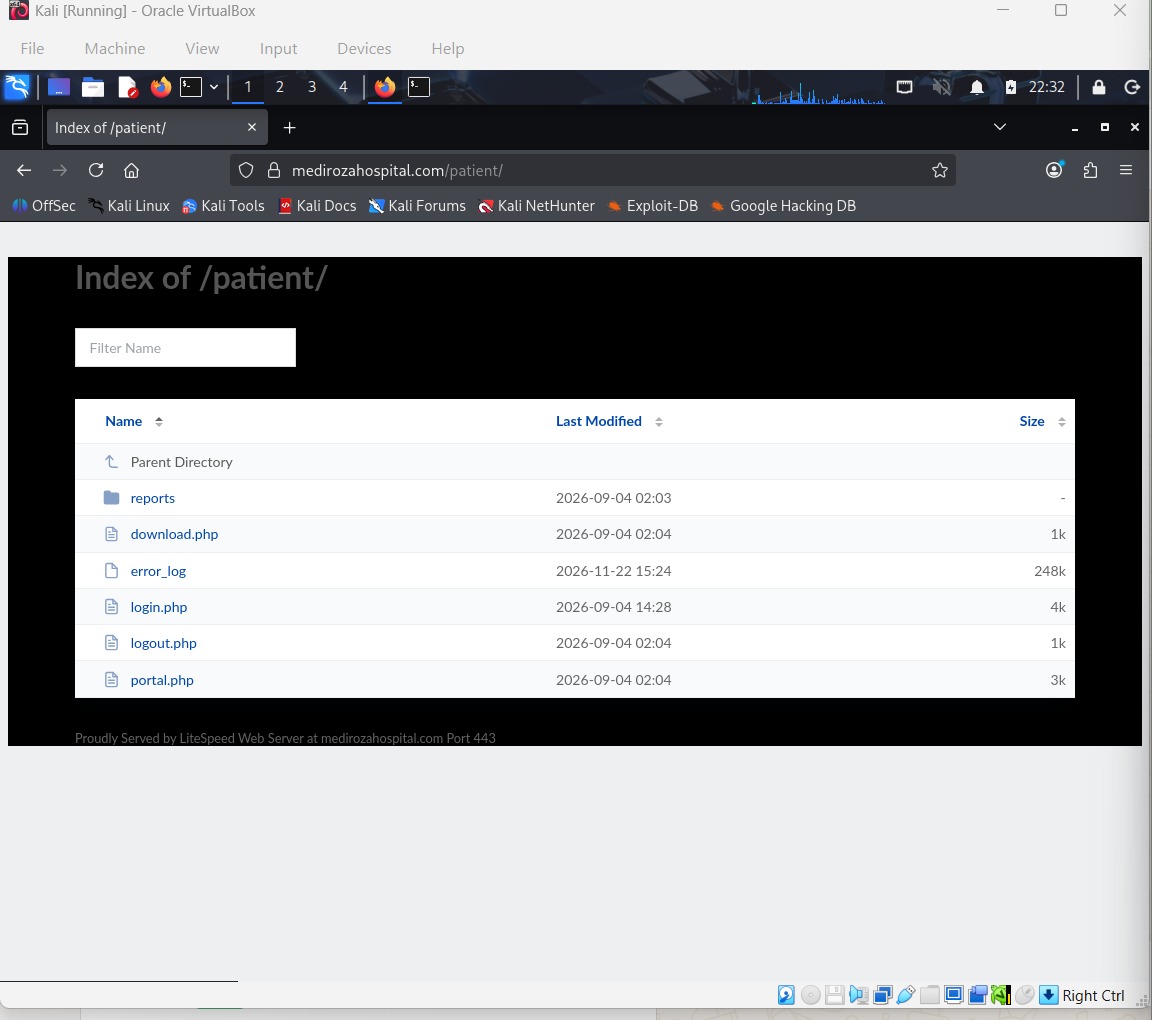 Kali [Running] - Oracle VirtualBox
File Machine View Input Devices Help
1 2 3 4 22:32
Index of /patient/
medirozahospital.com/patient/
OffSec Kali Linux Kali Tools Kali Docs Kali Forums Kali NetHunter Exploit-DB Google Hacking DB
Index of /patient/
Filter Name
Name Last Modified Size
Parent Directory
reports 2026-09-04 02:03 -
download.php 2026-09-04 02:04 1k
error_log 2026-11-22 15:24 248k
login.php 2026-09-04 14:28 4k
logout.php 2026-09-04 02:04 1k
portal.php 2026-09-04 02:04 3k
Proudly Served by LiteSpeed Web Server at medirozahospital.com Port 443
Right Ctrl